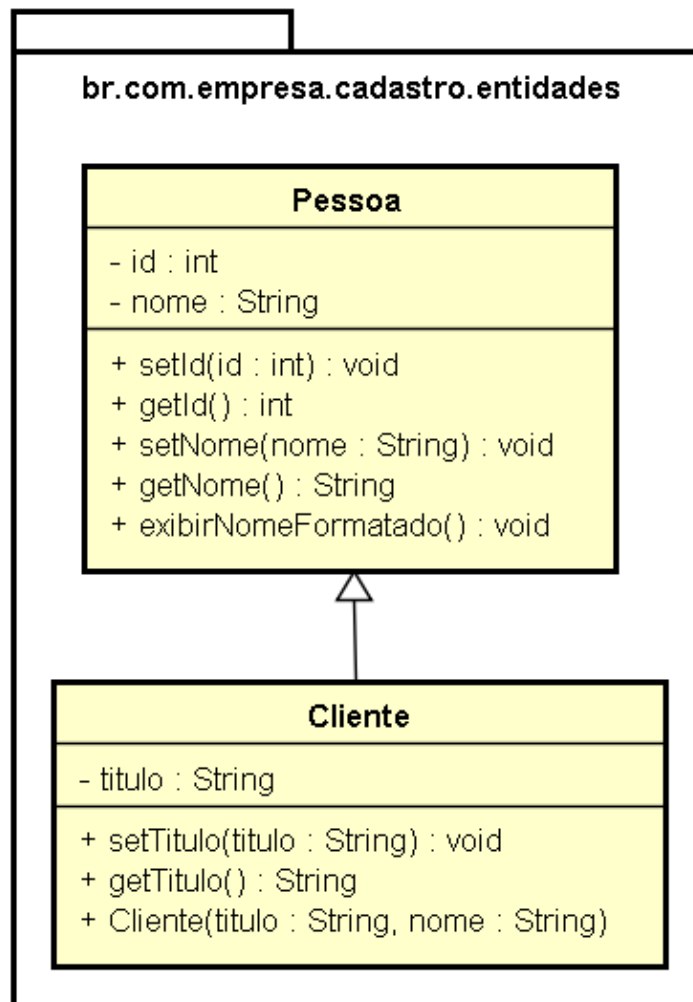 br.com.empresa.cadastro.entidades
Pessoa
- id : int
- nome : String
+ setId(id : int) : void
+ getId() : int
+ setNome(nome : String) : void
+ getNome() : String
+ exibirNomeFormatado() : void
Cliente
- titulo : String
+ setTitulo(titulo : String) : void
+ getTitulo() : String
+ Cliente(titulo : String, nome : String)